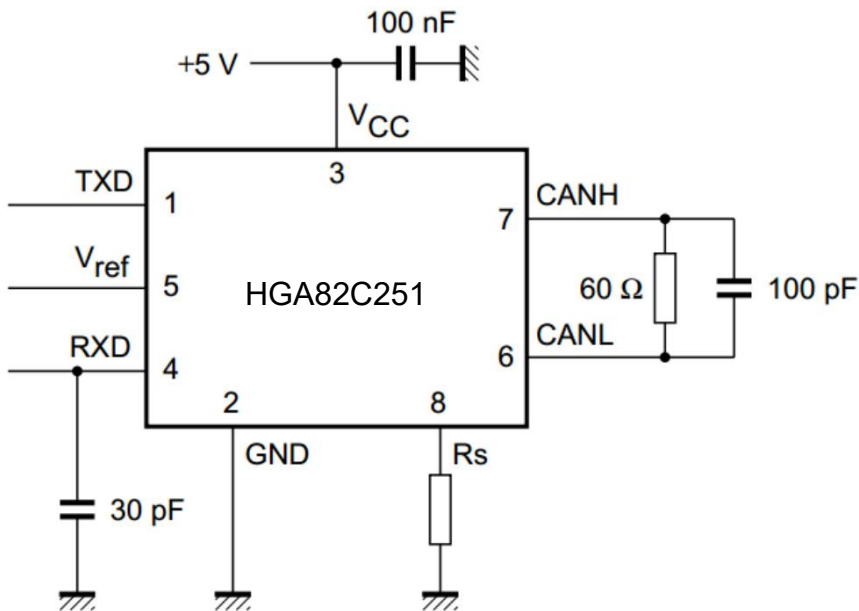 100 nF
+5 V
VCC
3
TXD
1
CANH
7
Vref
5
HGA82C251
60 Ω
100 pF
RXD
4
CANL
6
2
8
GND
Rs
30 pF